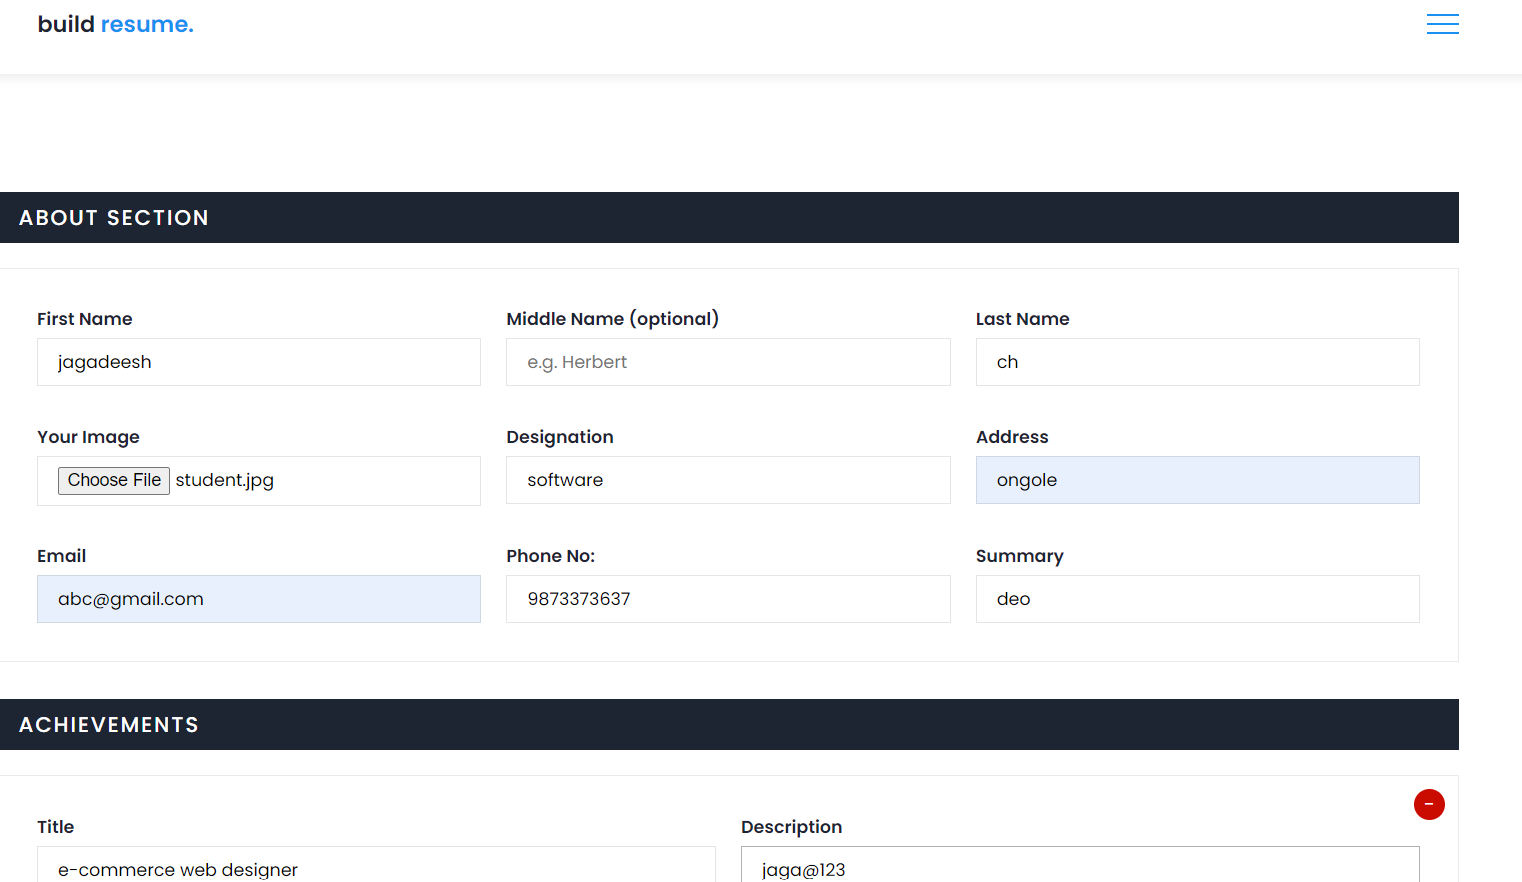 build resume.
ABOUT SECTION
First Name Middle Name (optional) Last Name
jagadeesh e.g. Herbert ch
Your Image Designation Address
Choose File student.jpg software ongole
Email Phone No: Summary
abc@gmail.com 9873373637 deo
ACHIEVEMENTS
-
Title Description
e-commerce web designer jaga@123